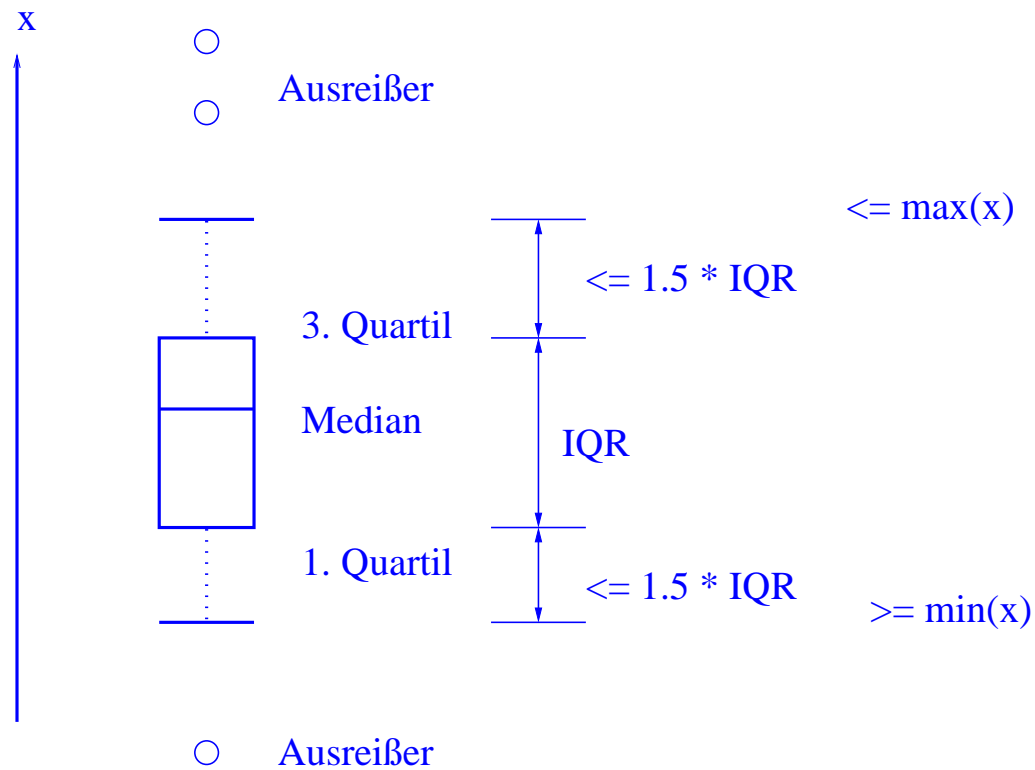 x
Ausreißer
<= max(x)
<= 1.5 * IQR
3. Quartil
Median
IQR
1. Quartil
<= 1.5 * IQR
>= min(x)
Ausreißer